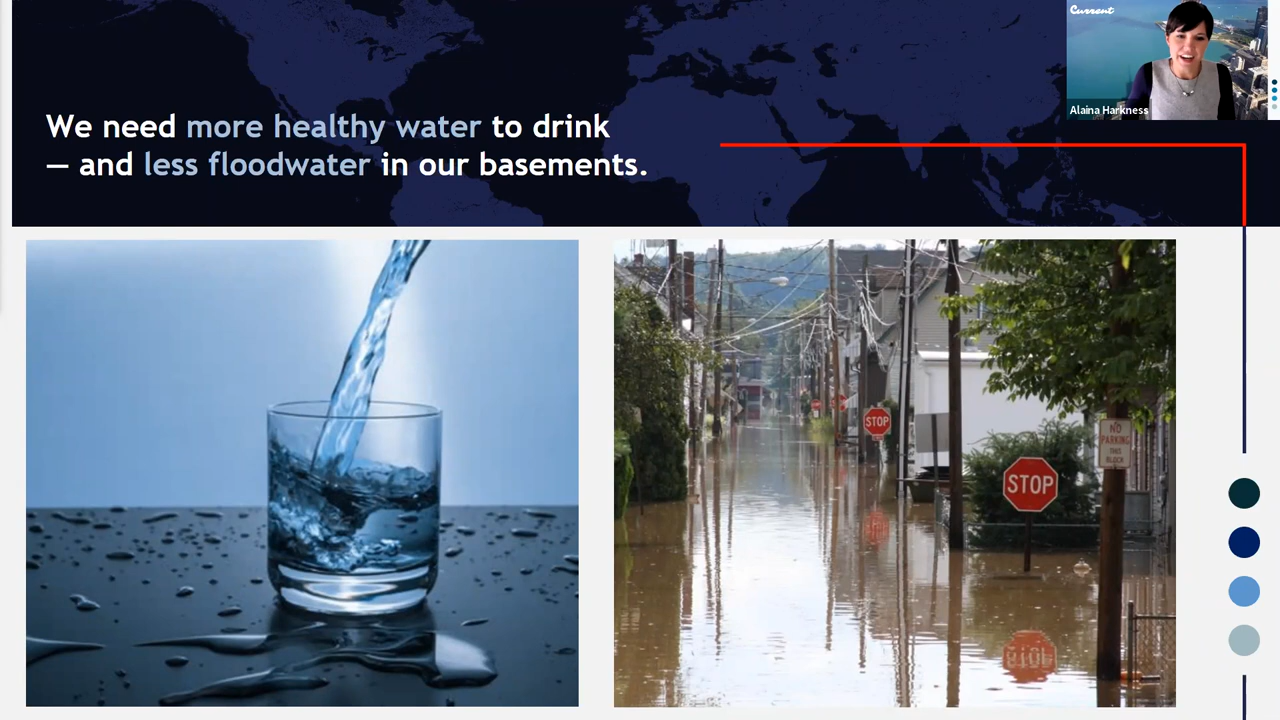 Current
Alaina Harkness
We need more healthy water to drink
— and less floodwater in our basements.
STOP
STOP
NO
PARKING
THIS
BLOCK